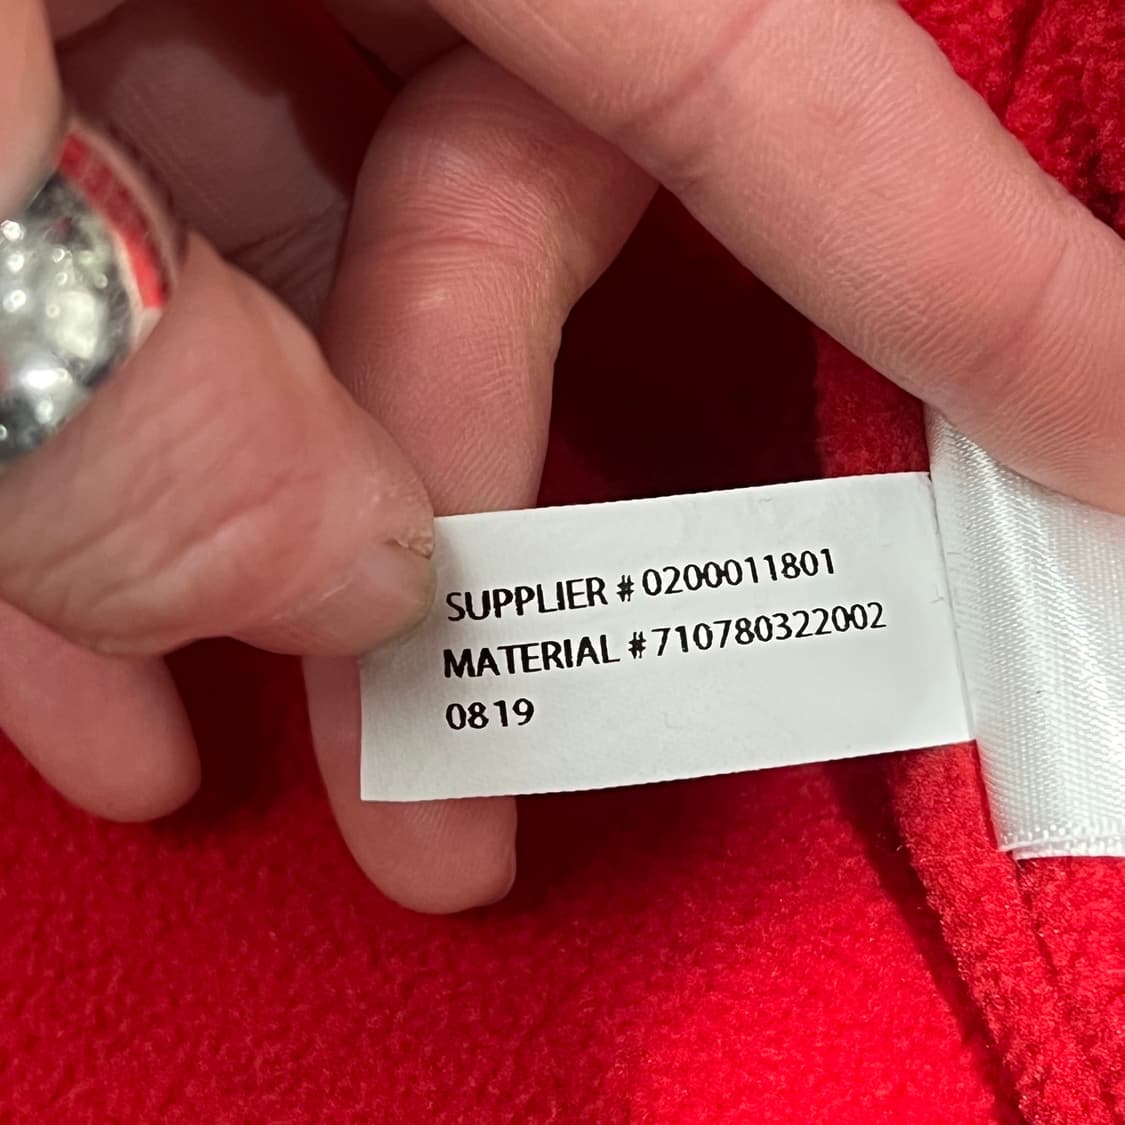 SUPPLIER # 0200011801
MATERIAL # 710780322002
0819